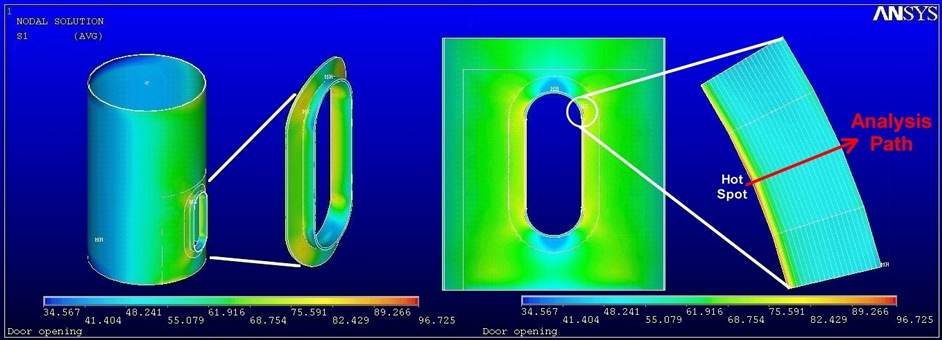 1
NODAL SOLUTION
S1 (AVG)
ANSYS
MX
MN
MN
MX
MN
Analysis
Path
Hot
Spot
MN
34.567 48.241 61.916 75.591 89.266
41.404 55.079 68.754 82.429 96.725
Door opening
34.567 48.241 61.916 75.591 89.266
41.404 55.079 68.754 82.429 96.725
Door opening